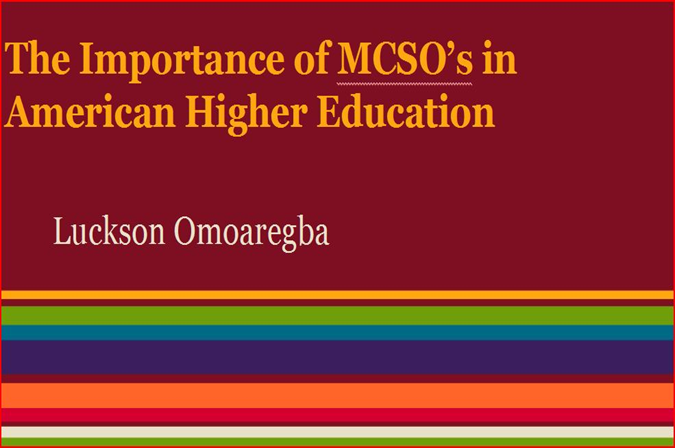 The Importance of MCSO’s in
American Higher Education
Luckson Omoaregba